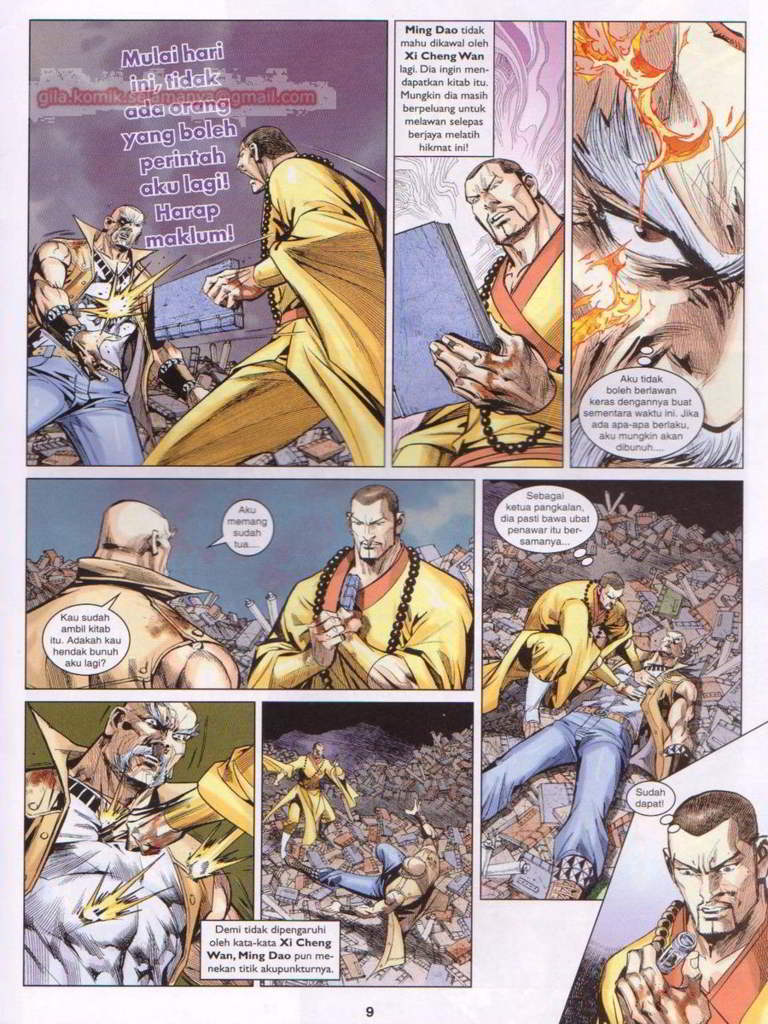 Mulai hari
ini, tidak
ada orang
yang boleh
perintah
aku lagi!
Harap
maklum!
gila.komik.selamanya@gmail.com
Ming Dao tidak
mahu dikawal oleh
Xi Cheng Wan
lagi. Dia ingin men-
dapatkan kitab itu.
Mungkin dia masih
berpeluang untuk
melawan selepas
berjaya melatih
hikmat ini!
Aku tidak
boleh berlawan
keras dengannya buat
sementara waktu ini. Jika
ada apa-apa berlaku,
aku mungkin akan
dibunuh....
Kau sudah
ambil kitab
itu. Adakah kau
hendak bunuh
aku lagi?
Aku
memang
sudah
tua....
Sebagai
ketua pangkalan,
dia pasti bawa ubat
penawar itu ber-
samanya...
Demi tidak dipengaruhi
oleh kata-kata Xi Cheng
Wan, Ming Dao pun me-
nekan titik akupunkturnya.
Sudah
dapat!
9